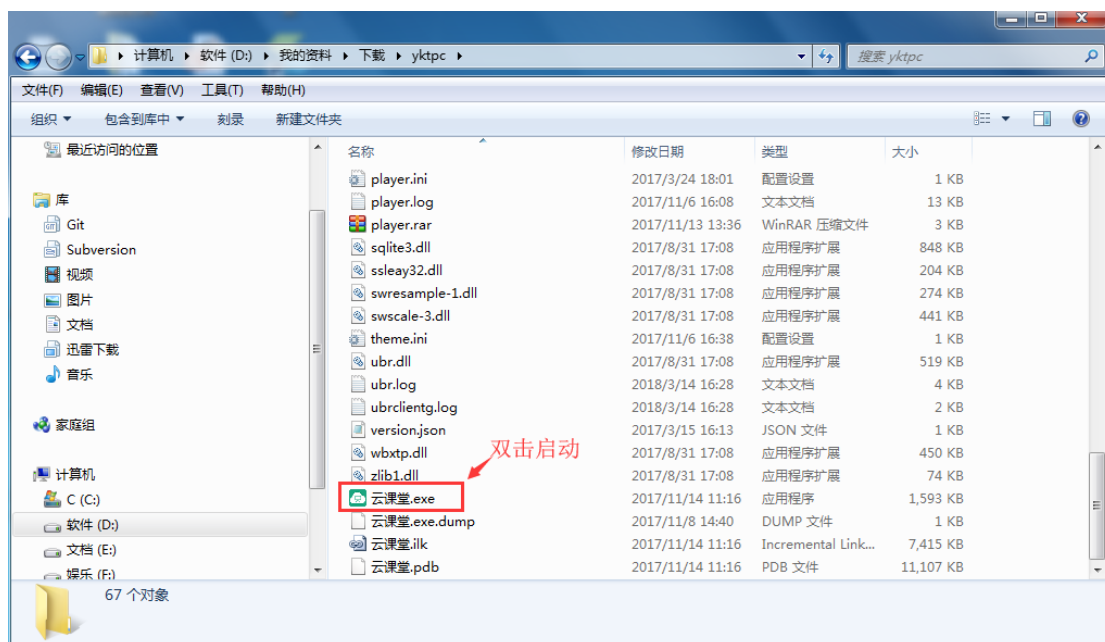 计算机 ▸ 软件 (D:) ▸ 我的资料 ▸ 下载 ▸ yktpc ▸ 搜索 yktpc
文件(F) 编辑(E) 查看(V) 工具(T) 帮助(H)
组织 包含到库中 刻录 新建文件夹
最近访问的位置
库
Git
Subversion
视频
图片
文档
迅雷下载
音乐
家庭组
计算机
C (C:)
软件 (D:)
文档 (E:)
娱乐 (F:)
名称 修改日期 类型 大小
player.ini 2017/3/24 18:01 配置设置 1 KB
player.log 2017/11/6 16:08 文本文档 13 KB
player.rar 2017/11/13 13:36 WinRAR 压缩文件 3 KB
sqlite3.dll 2017/8/31 17:08 应用程序扩展 848 KB
ssleay32.dll 2017/8/31 17:08 应用程序扩展 204 KB
swresample-1.dll 2017/8/31 17:08 应用程序扩展 274 KB
swscale-3.dll 2017/8/31 17:08 应用程序扩展 441 KB
theme.ini 2017/11/6 16:38 配置设置 1 KB
ubr.dll 2017/8/31 17:08 应用程序扩展 519 KB
ubr.log 2018/3/14 16:28 文本文档 4 KB
ubrclientg.log 2018/3/14 16:28 文本文档 2 KB
version.json 2017/3/15 16:13 JSON 文件 1 KB
双击启动
wbxtp.dll 2017/8/31 17:08 应用程序扩展 450 KB
zlib1.dll 2017/8/31 17:08 应用程序扩展 74 KB
云课堂.exe 2017/11/14 11:16 应用程序 1,593 KB
云课堂.exe.dump 2017/11/8 14:40 DUMP 文件 1 KB
云课堂.ilk 2017/11/14 11:16 Incremental Link... 7,415 KB
云课堂.pdb 2017/11/14 11:16 PDB 文件 11,107 KB
67 个对象